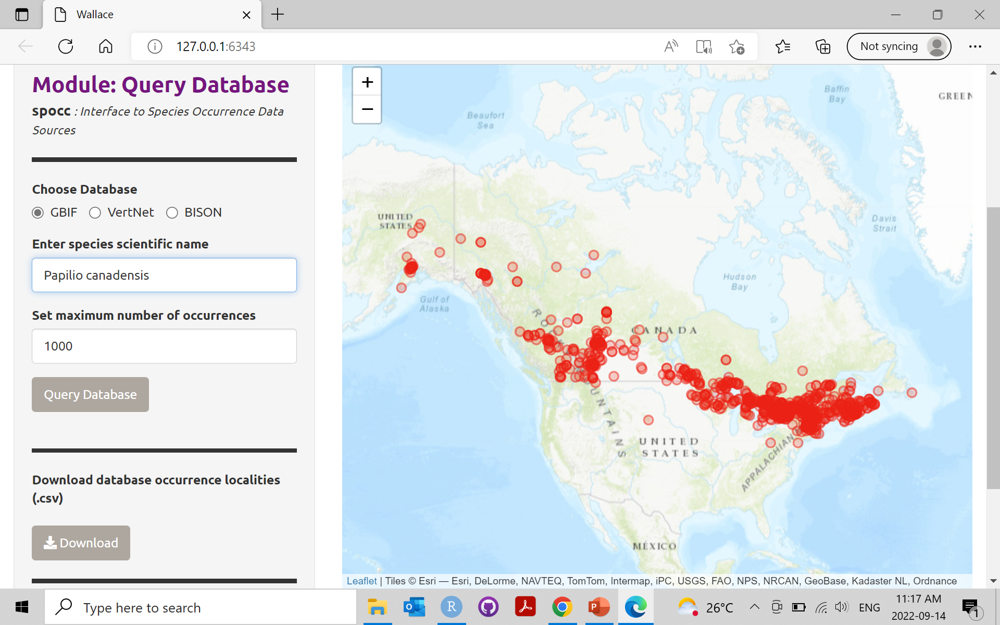 Wallace
127.0.0.1:6343
Not syncing
Module: Query Database
spocc : Interface to Species Occurrence Data
Sources
Choose Database
GBIF VertNet BISON
Enter species scientific name
Papilio canadensis
Set maximum number of occurrences
1000
Query Database
Download database occurrence localities
(.csv)
Download
+
−
Beaufort
Sea
Baffin
Bay
GREEN
UNITED
STATES
Gulf of
Alaska
Davis
Strait
Hudson
Bay
CANADA
UNITED
STATES
APPALACHIAN
MÉXICO
Leaflet | Tiles © Esri — Esri, DeLorme, NAVTEQ, TomTom, Intermap, iPC, USGS, FAO, NPS, NRCAN, GeoBase, Kadaster NL, Ordnance
Type here to search
26°C
ENG
11:17 AM
2022-09-14
1